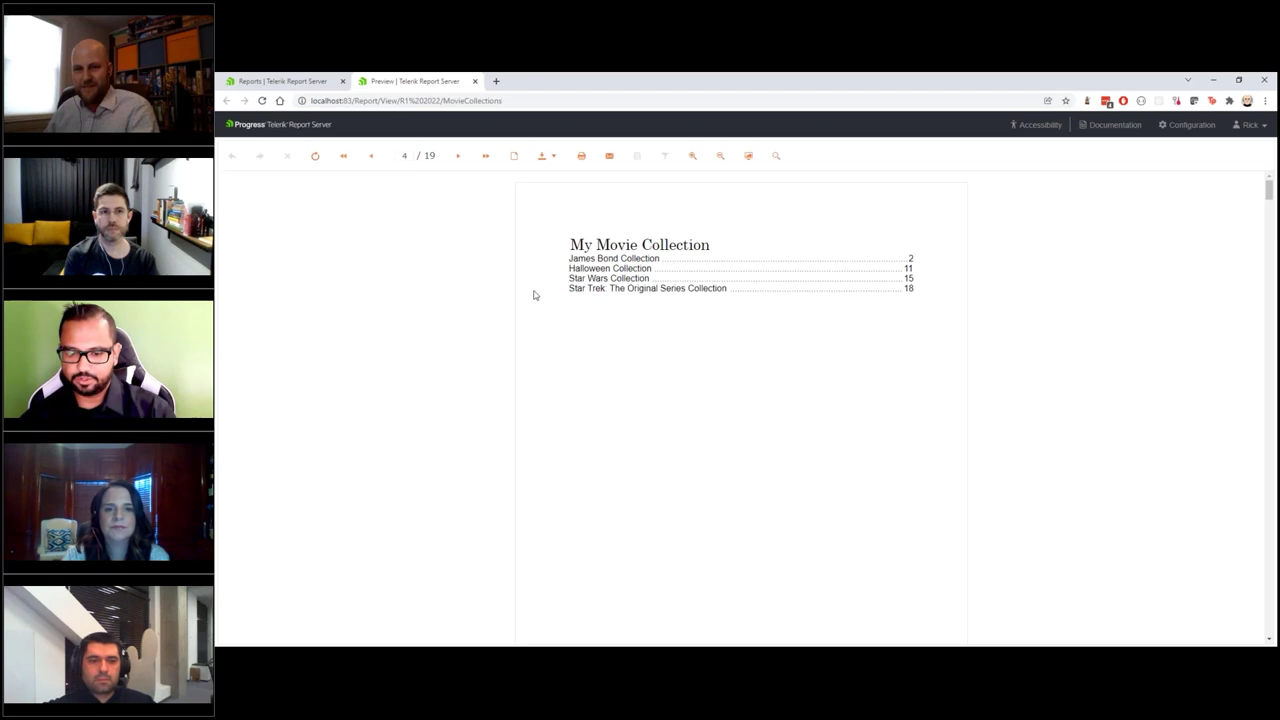 Reports | Telerik Report Server
Preview | Telerik Report Server
localhost:83/Report/View/R1%202022/MovieCollections
Progress Telerik Report Server
Accessibility
Documentation
Configuration
Rick
4 / 19
My Movie Collection
James Bond Collection 2
Halloween Collection 11
Star Wars Collection 15
Star Trek: The Original Series Collection 18